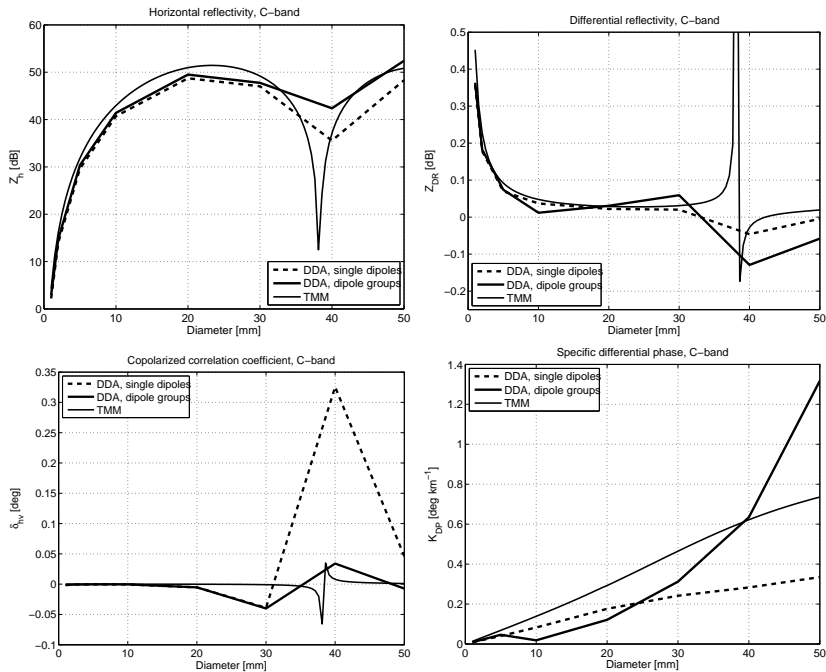 Horizontal reflectivity, C−band
60
50
40
30
20
10
0
Z_h [dB]
0 10 20 30 40 50
Diameter [mm]
DDA, single dipoles
DDA, dipole groups
TMM
Differential reflectivity, C−band
0.5
0.4
0.3
0.2
0.1
0
−0.1
−0.2
Z_DR [dB]
0 10 20 30 40 50
Diameter [mm]
DDA, single dipoles
DDA, dipole groups
TMM
Copolarized correlation coefficient, C−band
0.35
0.3
0.25
0.2
0.15
0.1
0.05
0
−0.05
−0.1
δ_hv [deg]
0 10 20 30 40 50
Diameter [mm]
DDA, single dipoles
DDA, dipole groups
TMM
Specific differential phase, C−band
1.4
1.2
1
0.8
0.6
0.4
0.2
0
K_DP [deg km⁻¹]
0 10 20 30 40 50
Diameter [mm]
DDA, single dipoles
DDA, dipole groups
TMM